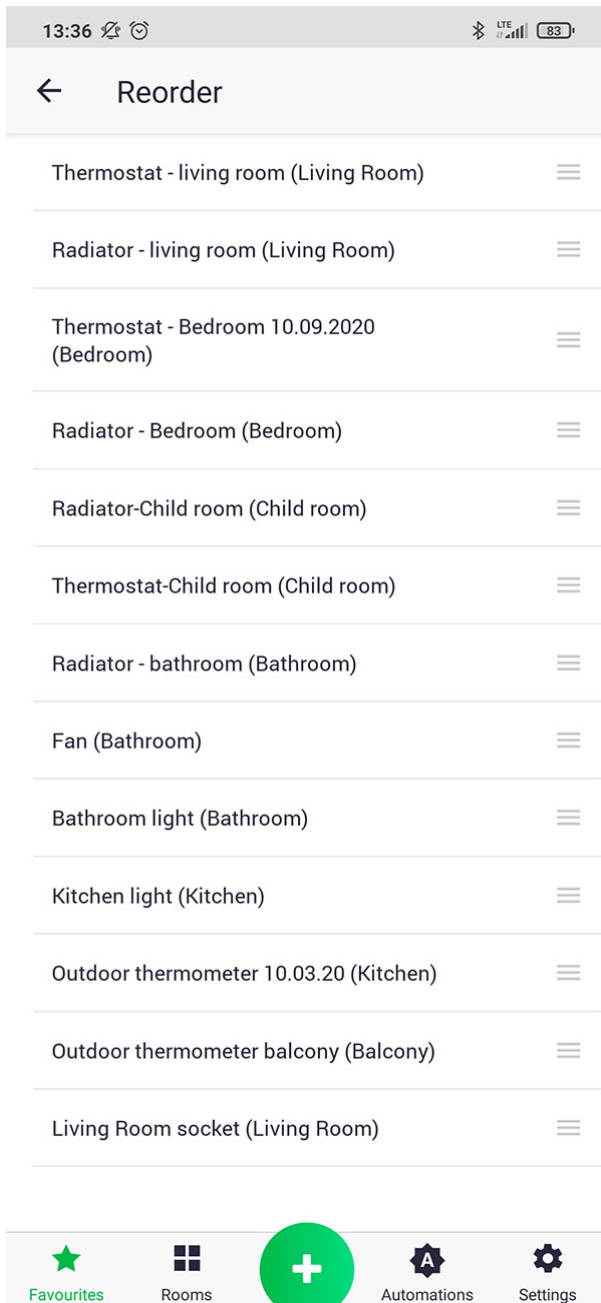 13:36
LTE
83
Reorder
Thermostat - living room (Living Room)
Radiator - living room (Living Room)
Thermostat - Bedroom 10.09.2020
(Bedroom)
Radiator - Bedroom (Bedroom)
Radiator-Child room (Child room)
Thermostat-Child room (Child room)
Radiator - bathroom (Bathroom)
Fan (Bathroom)
Bathroom light (Bathroom)
Kitchen light (Kitchen)
Outdoor thermometer 10.03.20 (Kitchen)
Outdoor thermometer balcony (Balcony)
Living Room socket (Living Room)
A
Favourites
Rooms
Automations
Settings